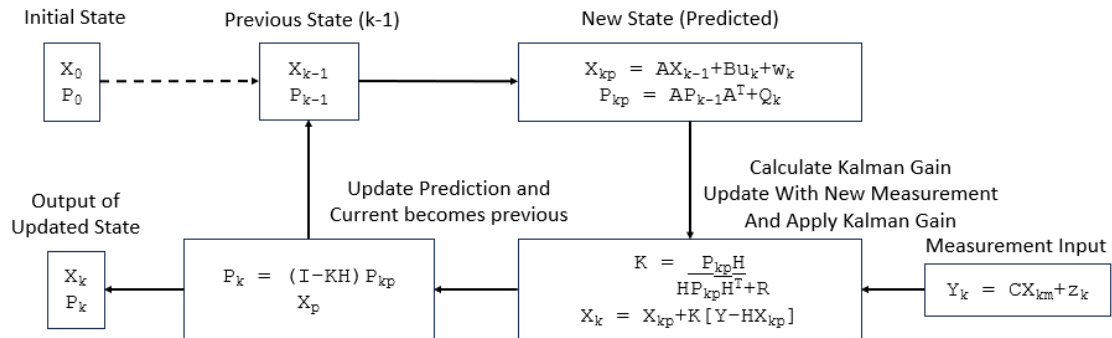 Initial State
Previous State (k-1)
New State (Predicted)
X₀
P₀
Xₖ₋₁
Pₖ₋₁
Xₖₚ = AXₖ₋₁+Buₖ+wₖ
Pₖₚ = APₖ₋₁Aᵀ+Qₖ
Calculate Kalman Gain
Update With New Measurement
And Apply Kalman Gain
Update Prediction and
Current becomes previous
Output of
Updated State
Measurement Input
Xₖ
Pₖ
Pₖ = (I-KH)Pₖₚ
Xₚ
K = PₖₚH
HPₖₚHᵀ+R
Xₖ = Xₖₚ+K[Y-HXₖₚ]
Yₖ = CXₖₘ+zₖ